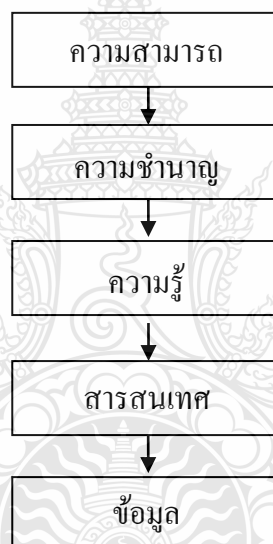 ความสามารถ
ความชำนาญ
ความรู้
สารสนเทศ
ข้อมูล